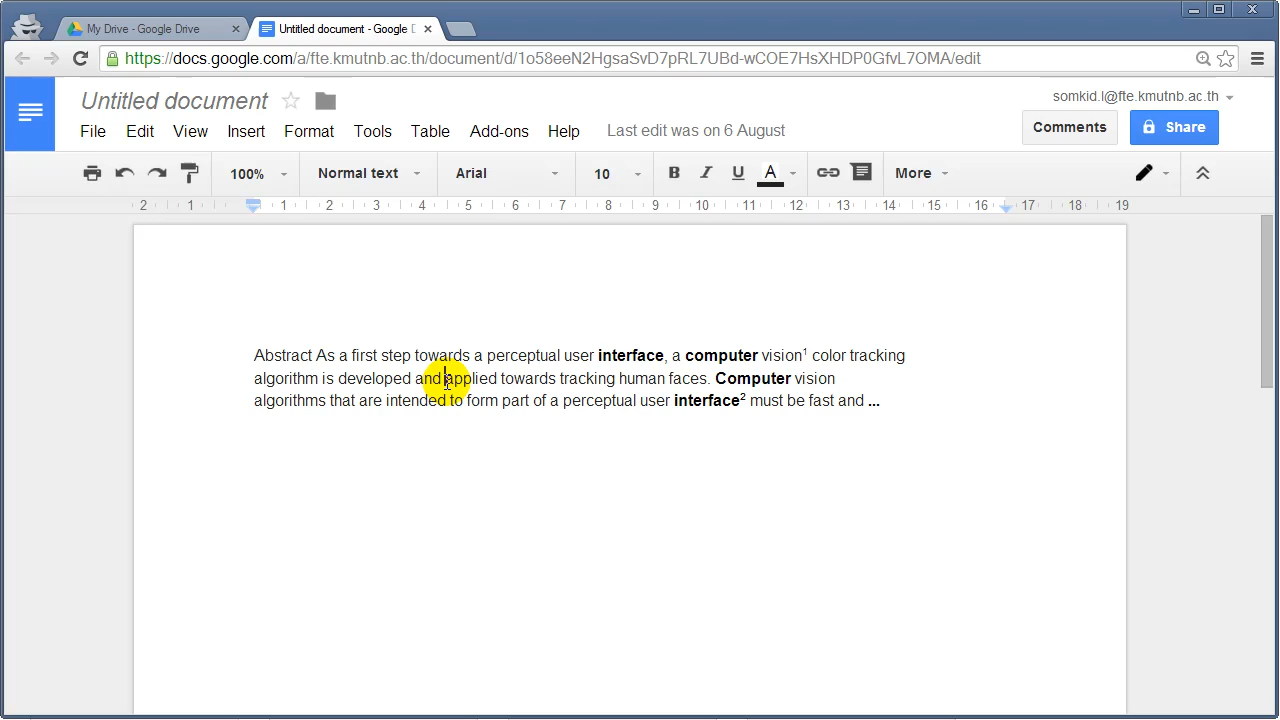 My Drive - Google Drive
Untitled document - Google D
https://docs.google.com/a/fte.kmutnb.ac.th/document/d/1o58eeN2HgsaSvD7pRL7UBd-wCOE7HsXHDP0GfvL7OMA/edit
Untitled document
somkid.l@fte.kmutnb.ac.th
File Edit View Insert Format Tools Table Add-ons Help Last edit was on 6 August
Comments Share
100% Normal text Arial 10 B I U A More
2 1 1 2 3 4 5 6 7 8 9 10 11 12 13 14 15 16 17 18 19
Abstract As a first step towards a perceptual user interface, a computer vision¹ color tracking
algorithm is developed and applied towards tracking human faces. Computer vision
algorithms that are intended to form part of a perceptual user interface² must be fast and ...